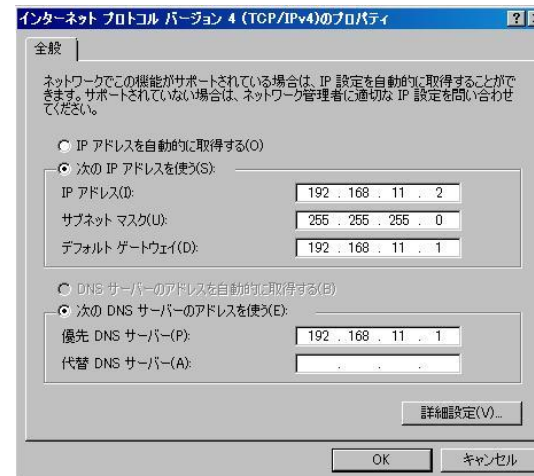 インターネット プロトコル バージョン 4 (TCP/IPv4)のプロパティ
全般
ネットワークでこの機能がサポートされている場合は、IP 設定を自動的に取得することがで
きます。サポートされていない場合は、ネットワーク管理者に適切な IP 設定を問い合わせ
てください。
IP アドレスを自動的に取得する(O)
次の IP アドレスを使う(S):
IP アドレス(I): 192 . 168 . 11 . 2
サブネット マスク(U): 255 . 255 . 255 . 0
デフォルト ゲートウェイ(D): 192 . 168 . 11 . 1
DNS サーバーのアドレスを自動的に取得する(B)
次の DNS サーバーのアドレスを使う(E):
優先 DNS サーバー(P): 192 . 168 . 11 . 1
代替 DNS サーバー(A): . . .
詳細設定(V)...
OK キャンセル